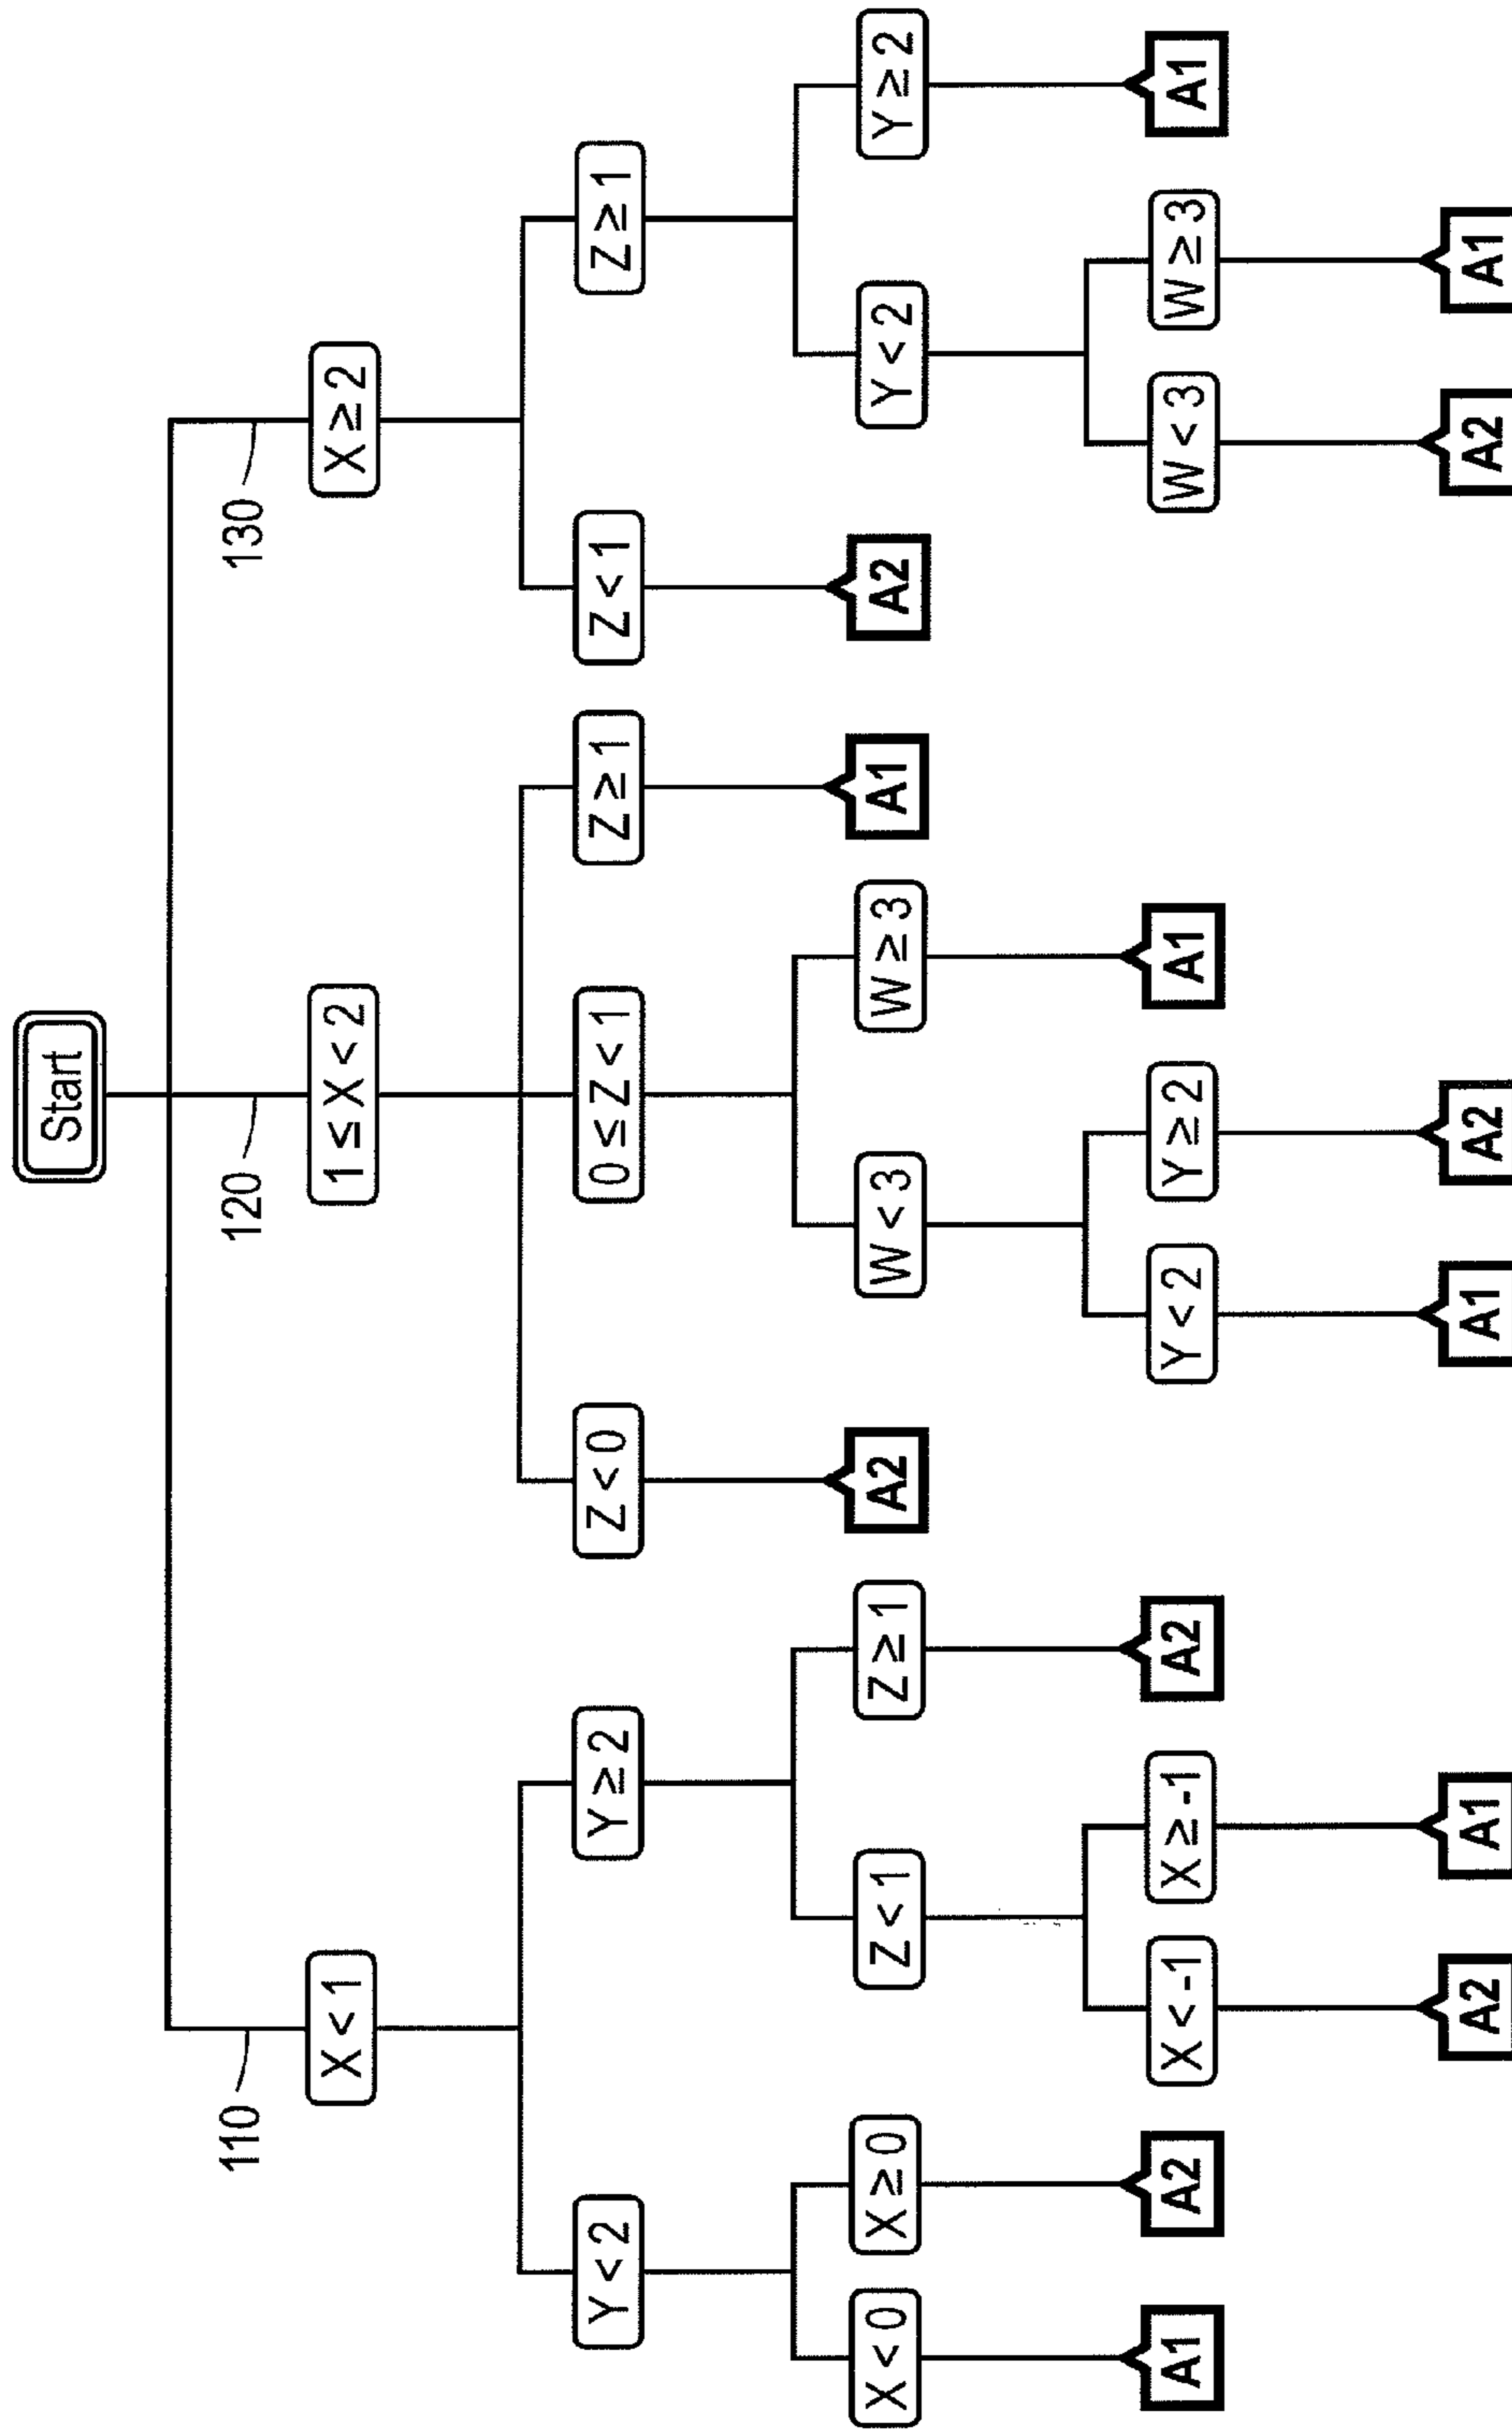 Start
110
120
130
X < 1
1 ≤ X < 2
X ≥ 2
Y < 2
Y ≥ 2
Z < 0
0 ≤ Z < 1
Z ≥ 1
Z < 1
Z ≥ 1
X < 0
X ≥ 0
Z < 1
Z ≥ 1
A2
W < 3
W ≥ 3
A1
A2
Y < 2
Y ≥ 2
A1
A2
X < -1
X ≥ -1
A2
Y < 2
Y ≥ 2
A1
W < 3
W ≥ 3
A1
A2
A1
A1
A2
A2
A1